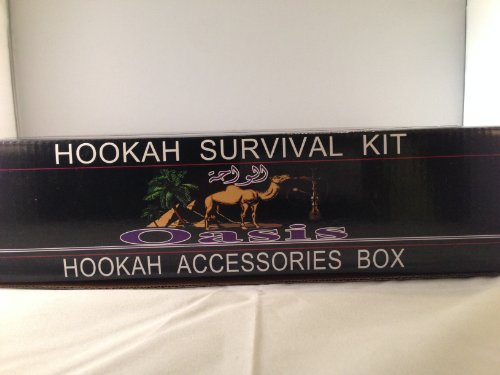 HOOKAH SURVIVAL KIT
الواحة
Oasis
HOOKAH ACCESSORIES BOX